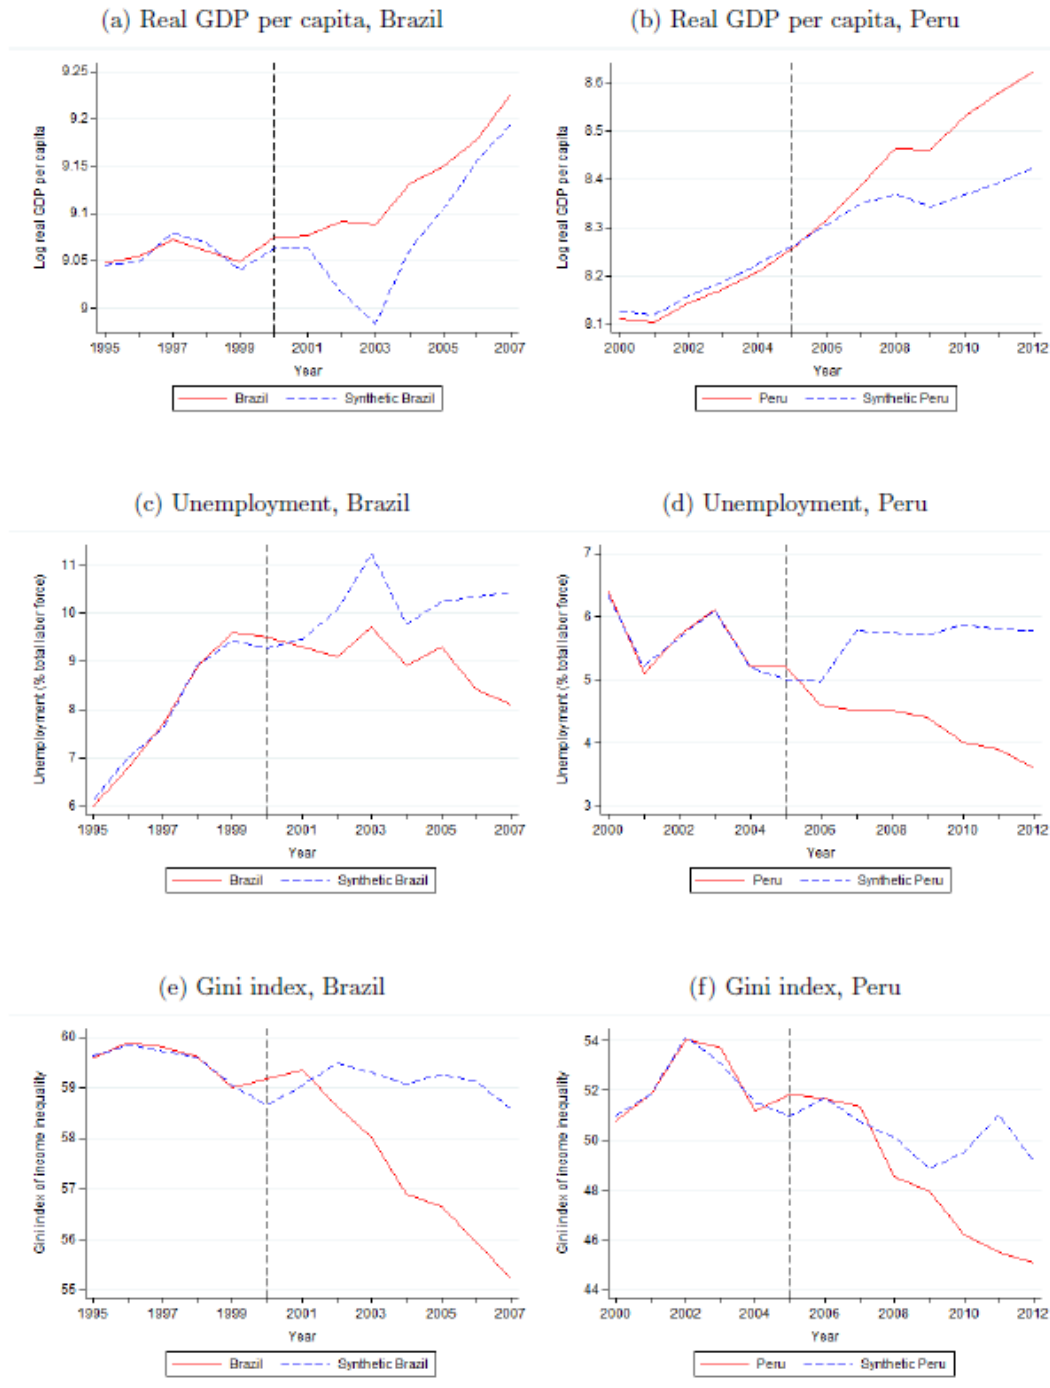 (a) Real GDP per capita, Brazil
9.25
9.2
9.15
9.1
9.05
9
Log real GDP per capita
1995 1997 1999 2001 2003 2005 2007
Year
Brazil Synthetic Brazil
(b) Real GDP per capita, Peru
8.6
8.5
8.4
8.3
8.2
8.1
Log real GDP per capita
2000 2002 2004 2006 2008 2010 2012
Year
Peru Synthetic Peru
(c) Unemployment, Brazil
11
10
9
8
7
6
Unemployment (% total labor force)
1995 1997 1999 2001 2003 2005 2007
Year
Brazil Synthetic Brazil
(d) Unemployment, Peru
7
6
5
4
3
Unemployment (% total labor force)
2000 2002 2004 2006 2008 2010 2012
Year
Peru Synthetic Peru
(e) Gini index, Brazil
60
59
58
57
56
55
Gini index of income inequality
1995 1997 1999 2001 2003 2005 2007
Year
Brazil Synthetic Brazil
(f) Gini index, Peru
54
52
50
48
46
44
Gini index of income inequality
2000 2002 2004 2006 2008 2010 2012
Year
Peru Synthetic Peru